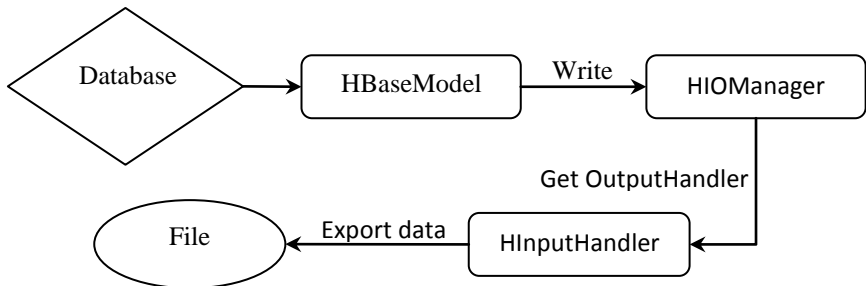 Database
HBaseModel
Write
HIOManager
Get OutputHandler
File
Export data
HInputHandler